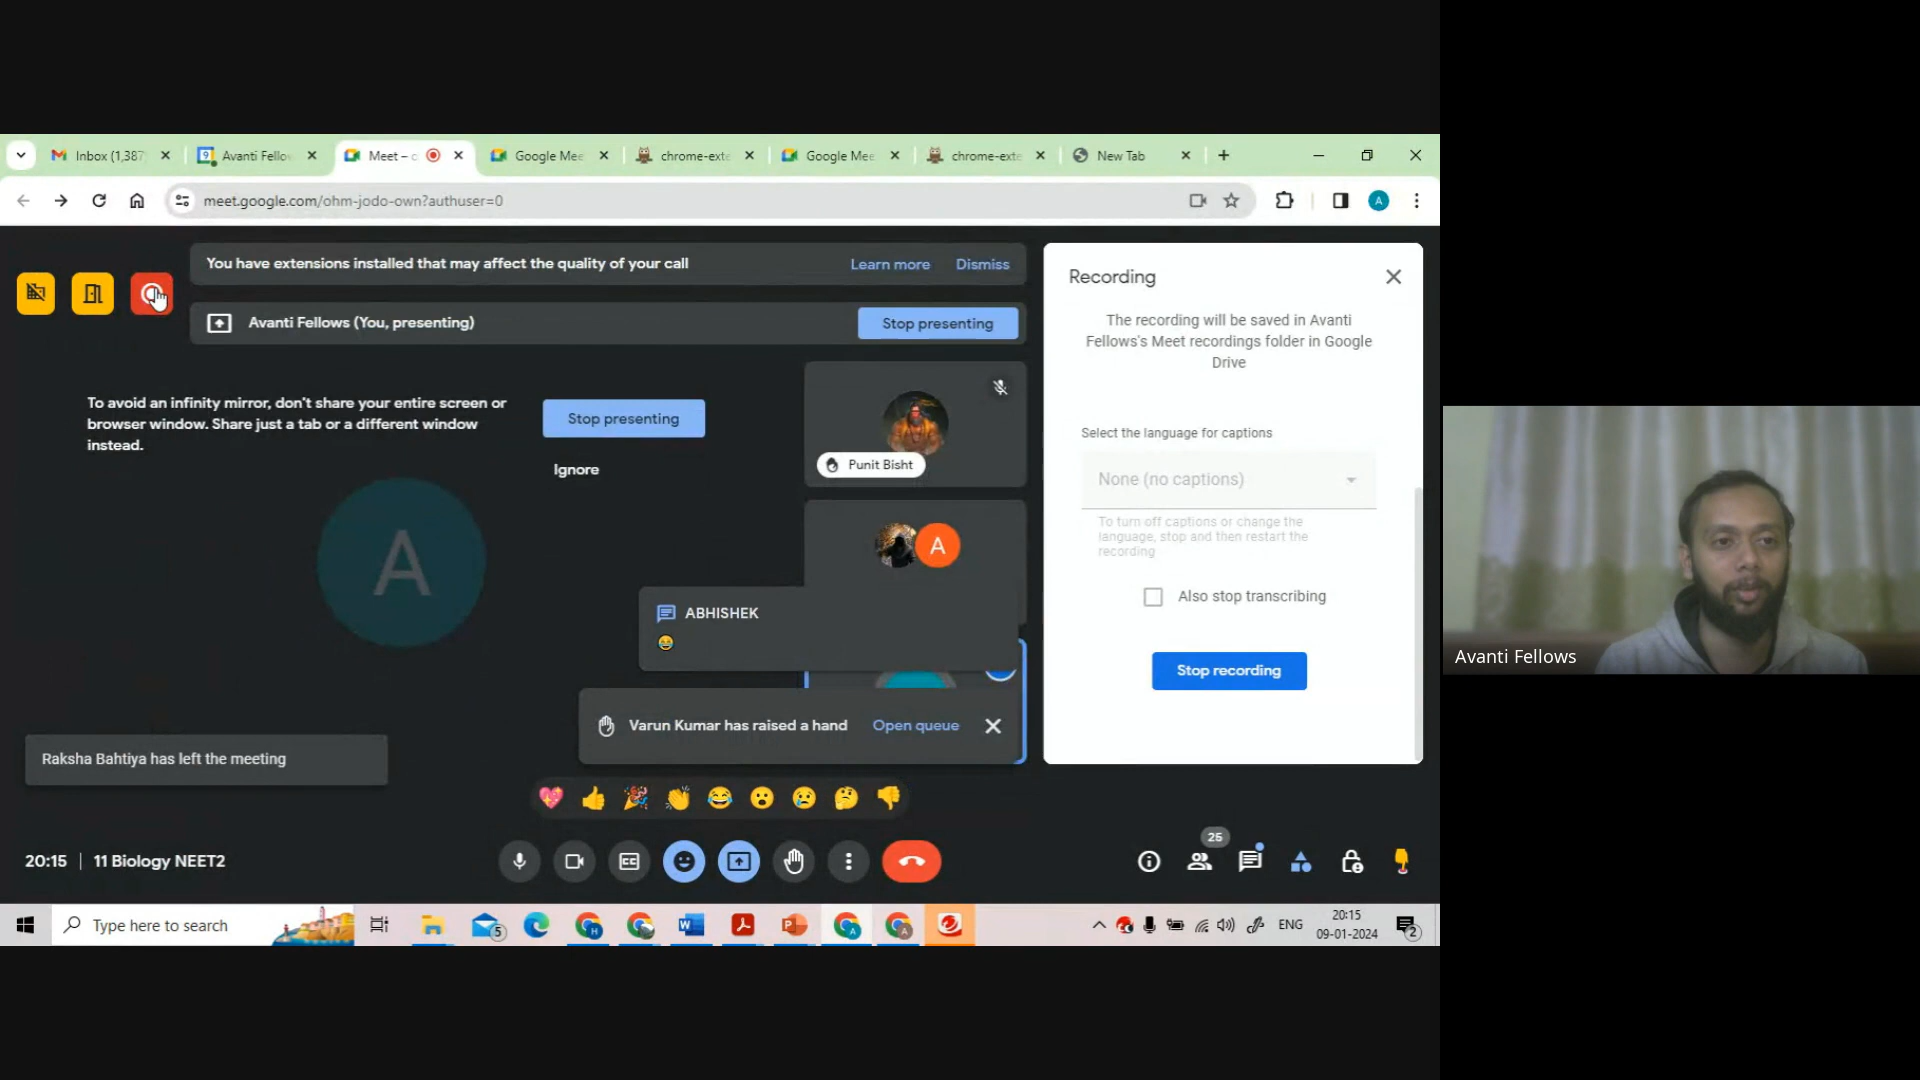 Inbox (1,387
Avanti Fello
Meet – c
Google Mee
chrome-exte
Google Mee
chrome-exte
New Tab
meet.google.com/ohm-jodo-own?authuser=0
A
You have extensions installed that may affect the quality of your call
Learn more
Dismiss
Avanti Fellows (You, presenting)
Stop presenting
To avoid an infinity mirror, don't share your entire screen or
browser window. Share just a tab or a different window
instead.
Stop presenting
Ignore
A
Punit Bisht
A
ABHISHEK
Varun Kumar has raised a hand
Open queue
Raksha Bahtiya has left the meeting
Recording
The recording will be saved in Avanti
Fellows's Meet recordings folder in Google
Drive
Select the language for captions
None (no captions)
To turn off captions or change the
language, stop and then restart the
recording
Also stop transcribing
Stop recording
Avanti Fellows
20:15 | 11 Biology NEET2
25
Type here to search
5
ENG
20:15
09-01-2024
2